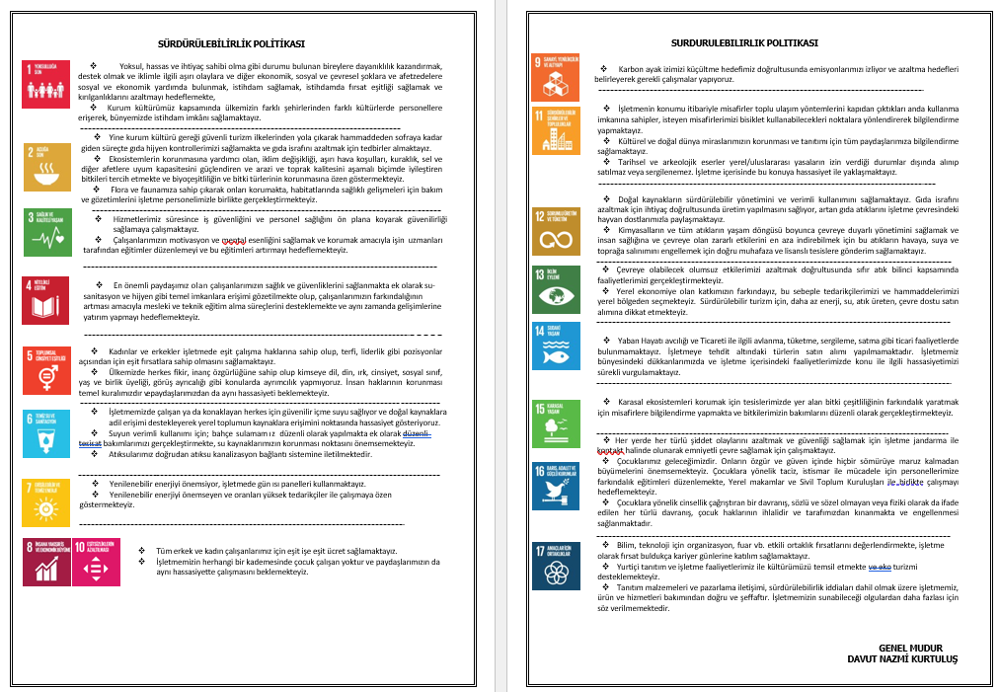 SÜRDÜRÜLEBİLİRLİK POLİTİKASI
1 YOKSULLUĞA SON
❖ Yoksul, hassas ve ihtiyaç sahibi olma gibi durumu bulunan bireylere dayanıklılık kazandırmak,
destek olmak ve iklimle ilgili aşırı olaylara ve diğer ekonomik, sosyal ve çevresel şoklara ve afetzedelere
sosyal ve ekonomik yardımda bulunmak, istihdam sağlamak, istihdamda fırsat eşitliği sağlamak ve
kırılganlıklarını azaltmayı hedeflemekte,
❖ Kurum kültürümüz kapsamında ülkemizin farklı şehirlerinden farklı kültürlerde personellere
erişerek, bünyemizde istihdam imkânı sağlamaktayız.
2 AÇLIĞA SON
❖ Yine kurum kültürü gereği güvenli turizm ilkelerinden yola çıkarak hammaddeden sofraya kadar
giden süreçte gıda hijyen kontrollerimizi sağlamakta ve gıda israfını azaltmak için tedbirler almaktayız.
❖ Ekosistemlerin korunmasına yardımcı olan, iklim değişikliği, aşırı hava koşulları, kuraklık, sel ve
diğer afetlere uyum kapasitesini güçlendiren ve arazi ve toprak kalitesini aşamalı biçimde iyileştiren
bitkileri tercih etmekte ve biyoçeşitliliğin ve bitki türlerinin korunmasına özen göstermekteyiz.
❖ Flora ve faunamıza sahip çıkarak onları korumakta, habitatlarında sağlıklı gelişmeleri için bakım
ve gözetimlerini işletme personelimizle birlikte gerçekleştirmekteyiz.
3 SAĞLIK VE KALİTELİ YAŞAM
❖ Hizmetlerimiz süresince iş güvenliğini ve personel sağlığını ön plana koyarak güvenilirliği
sağlamaya çalışmaktayız.
❖ Çalışanlarımızın motivasyon ve mental esenliğini sağlamak ve korumak amacıyla işin uzmanları
tarafından eğitimler düzenlemeyi ve bu eğitimleri artırmayı hedeflemekteyiz.
4 NİTELİKLİ EĞİTİM
❖ En önemli paydaşımız olan çalışanlarımızın sağlık ve güvenliklerini sağlanmakta ek olarak su-
sanitasyon ve hijyen gibi temel imkanlara erişimi gözetilmekte olup, çalışanlarımızın farkındalığının
artması amacıyla mesleki ve teknik eğitim alma süreçlerini desteklemekte ve aynı zamanda gelişimlerine
yatırım yapmayı hedeflemekteyiz.
5 TOPLUMSAL CİNSİYET EŞİTLİĞİ
❖ Kadınlar ve erkekler işletmede eşit çalışma haklarına sahip olup, terfi, liderlik gibi pozisyonlar
açısından için eşit fırsatlara sahip olmasını sağlamaktayız.
❖ Ülkemizde herkes fikir, inanç özgürlüğüne sahip olup kimseye dil, din, ırk, cinsiyet, sosyal sınıf,
yaş ve birlik üyeliği, görüş ayrıcalığı gibi konularda ayrımcılık yapmıyoruz. İnsan haklarının korunması
temel kuralımızdır vepaydaşlarımızdan da aynı hassasiyeti beklemekteyiz.
6 TEMİZ SU VE SANİTASYON
❖ İşletmemizde çalışan ya da konaklayan herkes için güvenilir içme suyu sağlıyor ve doğal kaynaklara
adil erişimi destekleyerek yerel toplumun kaynaklara erişimini noktasında hassasiyet gösteriyoruz.
❖ Suyun verimli kullanımı için; bahçe sulamamız düzenli olarak yapılmakta ek olarak düzenli
tesisat bakımlarını gerçekleştirmekte, su kaynaklarımızın korunması noktasını önemsemekteyiz.
❖ Atıksularımız doğrudan atıksu kanalizasyon bağlantı sistemine iletilmektedir.
7 ERİŞİLEBİLİR VE TEMİZ ENERJİ
❖ Yenilenebilir enerjiyi önemsiyor, işletmede gün ısı panelleri kullanmaktayız.
❖ Yenilenebilir enerjiyi önemseyen ve oranları yüksek tedarikçiler ile çalışmaya özen
göstermekteyiz.
8 İNSANA YAKIŞIR İŞ VE EKONOMİK BÜYÜME
10 EŞİTSİZLİKLERİN AZALTILMASI
❖ Tüm erkek ve kadın çalışanlarımız için eşit işe eşit ücret sağlamaktayız.
❖ İşletmemizin herhangi bir kademesinde çocuk çalışan yoktur ve paydaşlarımızın da
aynı hassasiyette çalışmasını beklemekteyiz.
SURDURULEBILIRLIK POLITIKASI
9 SANAYİ, YENİLİKÇİLİK VE ALTYAPI
❖ Karbon ayak izimizi küçültme hedefimiz doğrultusunda emisyonlarımızı izliyor ve azaltma hedefleri
belirleyerek gerekli çalışmalar yapıyoruz.
11 SÜRDÜRÜLEBİLİR ŞEHİRLER VE TOPLULUKLAR
❖ İşletmenin konumu itibariyle misafirler toplu ulaşım yöntemlerini kapıdan çıktıkları anda kullanma
imkanına sahipler, isteyen misafirlerimizi bisiklet kullanabilecekleri noktalara yönlendirerek bilgilendirme
yapmaktayız.
❖ Kültürel ve doğal dünya miraslarımızın korunması ve tanıtımı için tüm paydaşlarımıza bilgilendirme
sağlamaktayız.
❖ Tarihsel ve arkeolojik eserler yerel/uluslararası yasaların izin verdiği durumlar dışında alınıp
satılmaz veya sergilenemez. İşletme içerisinde bu konuya hassasiyet ile yaklaşmaktayız.
12 SORUMLU ÜRETİM VE TÜKETİM
❖ Doğal kaynakların sürdürülebilir yönetimini ve verimli kullanımını sağlamaktayız. Gıda israfını
azaltmak için ihtiyaç doğrultusunda üretim yapılmasını sağlıyor, artan gıda atıklarını işletme çevresindeki
hayvan dostlarımızla paylaşmaktayız.
❖ Kimyasalların ve tüm atıkların yaşam döngüsü boyunca çevreye duyarlı yönetimini sağlamak ve
insan sağlığına ve çevreye olan zararlı etkilerini en aza indirebilmek için bu atıkların havaya, suya ve
toprağa salınımını engellemek için doğru muhafaza ve lisanslı tesislere gönderim sağlamaktayız.
13 İKLİM EYLEMİ
❖ Çevreye olabilecek olumsuz etkilerimizi azaltmak doğrultusunda sıfır atık bilinci kapsamında
faaliyetlerimizi gerçekleştirmekteyiz.
❖ Yerel ekonomiye olan katkımızın farkındayız, bu sebeple tedarikçilerimizi ve hammaddelerimizi
yerel bölgeden seçmekteyiz. Sürdürülebilir turizm için, daha az enerji, su, atık üreten, çevre dostu satın
alınıma dikkat etmekteyiz.
14 SUDAKİ YAŞAM
❖ Yaban Hayatı avcılığı ve Ticareti ile ilgili avlanma, tüketme, sergileme, satma gibi ticari faaliyetlerde
bulunmamaktayız. İşletmeye tehdit altındaki türlerin satın alımı yapılmamaktadır. İşletmemiz
bünyesindeki dükkanlarımızda ve işletme içerisindeki faaliyetlerimizde konu ile ilgili hassasiyetimizi
sürekli vurgulamaktayız.
15 KARASAL YAŞAM
❖ Karasal ekosistemleri korumak için tesislerimizde yer alan bitki çeşitliliğinin farkındalık yaratmak
için misafirlere bilgilendirme yapmakta ve bitkilerimizin bakımlarını düzenli olarak gerçekleştirmekteyiz.
❖ Her yerde her türlü şiddet olaylarını azaltmak ve güvenliği sağlamak için işletme jandarma ile
kontakt halinde olunarak emniyetli çevre sağlamak için çalışmaktayız.
16 BARIŞ, ADALET VE GÜÇLÜ KURUMLAR
❖ Çocuklarımız geleceğimizdir. Onların özgür ve güven içinde hiçbir sömürüye maruz kalmadan
büyümelerini önemsemekteyiz. Çocuklara yönelik taciz, istismar ile mücadele için personellerimize
farkındalık eğitimleri düzenlemekte, Yerel makamlar ve Sivil Toplum Kuruluşları ile birlikte çalışmayı
hedeflemekteyiz.
❖ Çocuklara yönelik cinsellik çağrıştıran bir davranış, sözlü ve sözel olmayan veya fiziki olarak da ifade
edilen her türlü davranış, çocuk haklarının ihlalidir ve tarafımızdan kınanmakta ve engellenmesi
sağlanmaktadır.
17 AMAÇLAR İÇİN ORTAKLIKLAR
❖ Bilim, teknoloji için organizasyon, fuar vb. etkili ortaklık fırsatlarını değerlendirmekte, işletme
olarak fırsat buldukça kariyer günlerine katılım sağlamaktayız.
❖ Yurtiçi tanıtım ve işletme faaliyetlerimiz ile kültürümüzü temsil etmekte ve eko turizmi
desteklemekteyiz.
❖ Tanıtım malzemeleri ve pazarlama iletişimi, sürdürülebilirlik iddiaları dahil olmak üzere işletmemiz,
ürün ve hizmetleri bakımından doğru ve şeffaftır. İşletmemizin sunabileceği olgulardan daha fazlası için
söz verilmemektedir.
GENEL MUDUR
DAVUT NAZMİ KURTULUŞ